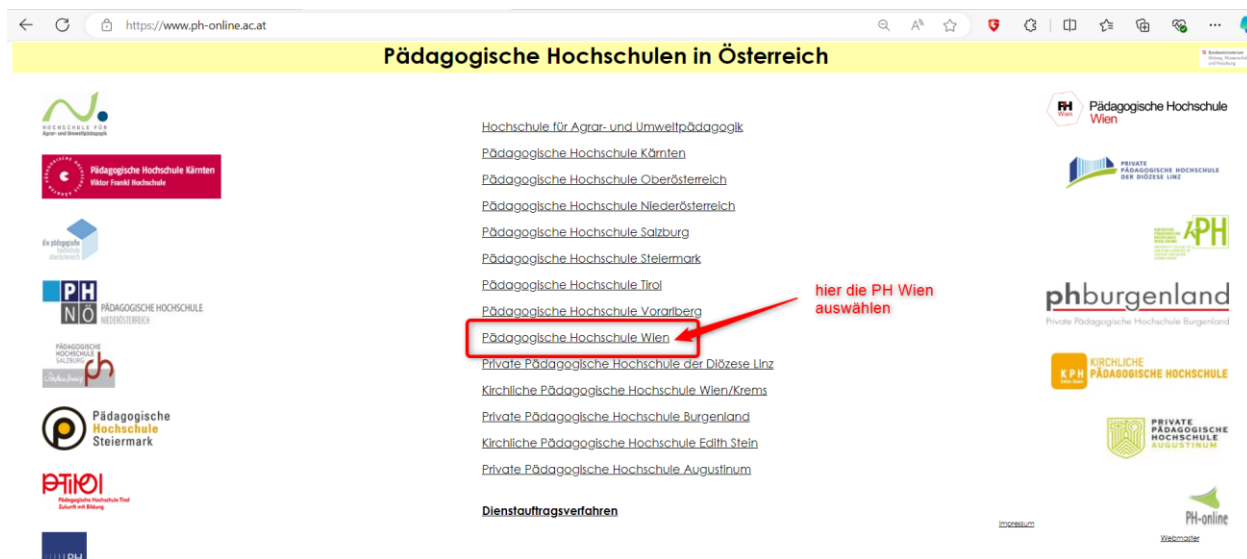 https://www.ph-online.ac.at
Pädagogische Hochschulen in Österreich
HOCHSCHULE FÜR
Agrar- und Umweltpädagogik
Pädagogische Hochschule Kärnten
Viktor Frankl Hochschule
die pädagogische
hochschule
oberösterreich
PH
NÖ
PÄDAGOGISCHE HOCHSCHULE
NIEDERÖSTERREICH
PÄDAGOGISCHE
HOCHSCHULE
SALZBURG
ph
Stefan Zweig
Pädagogische
Hochschule
Steiermark
Pädagogische Hochschule Tirol
Zukunft mit Bildung
PH
Hochschule für Agrar- und Umweltpädagogik
Pädagogische Hochschule Kärnten
Pädagogische Hochschule Oberösterreich
Pädagogische Hochschule Niederösterreich
Pädagogische Hochschule Salzburg
Pädagogische Hochschule Steiermark
Pädagogische Hochschule Tirol
Pädagogische Hochschule Vorarlberg
Pädagogische Hochschule Wien
Private Pädagogische Hochschule der Diözese Linz
Kirchliche Pädagogische Hochschule Wien/Krems
Private Pädagogische Hochschule Burgenland
Kirchliche Pädagogische Hochschule Edith Stein
Private Pädagogische Hochschule Augustinum
Dienstauftragsverfahren
hier die PH Wien
auswählen
PH
Wien
Pädagogische Hochschule
Wien
PRIVATE
PÄDAGOGISCHE HOCHSCHULE
DER DIÖZESE LINZ
kPH
phburgenland
Private Pädagogische Hochschule Burgenland
KPH
Edith Stein
KIRCHLICHE
PÄDAGOGISCHE HOCHSCHULE
PRIVATE
PÄDAGOGISCHE
HOCHSCHULE
AUGUSTINUM
PH-online
Impressum
Webmaster